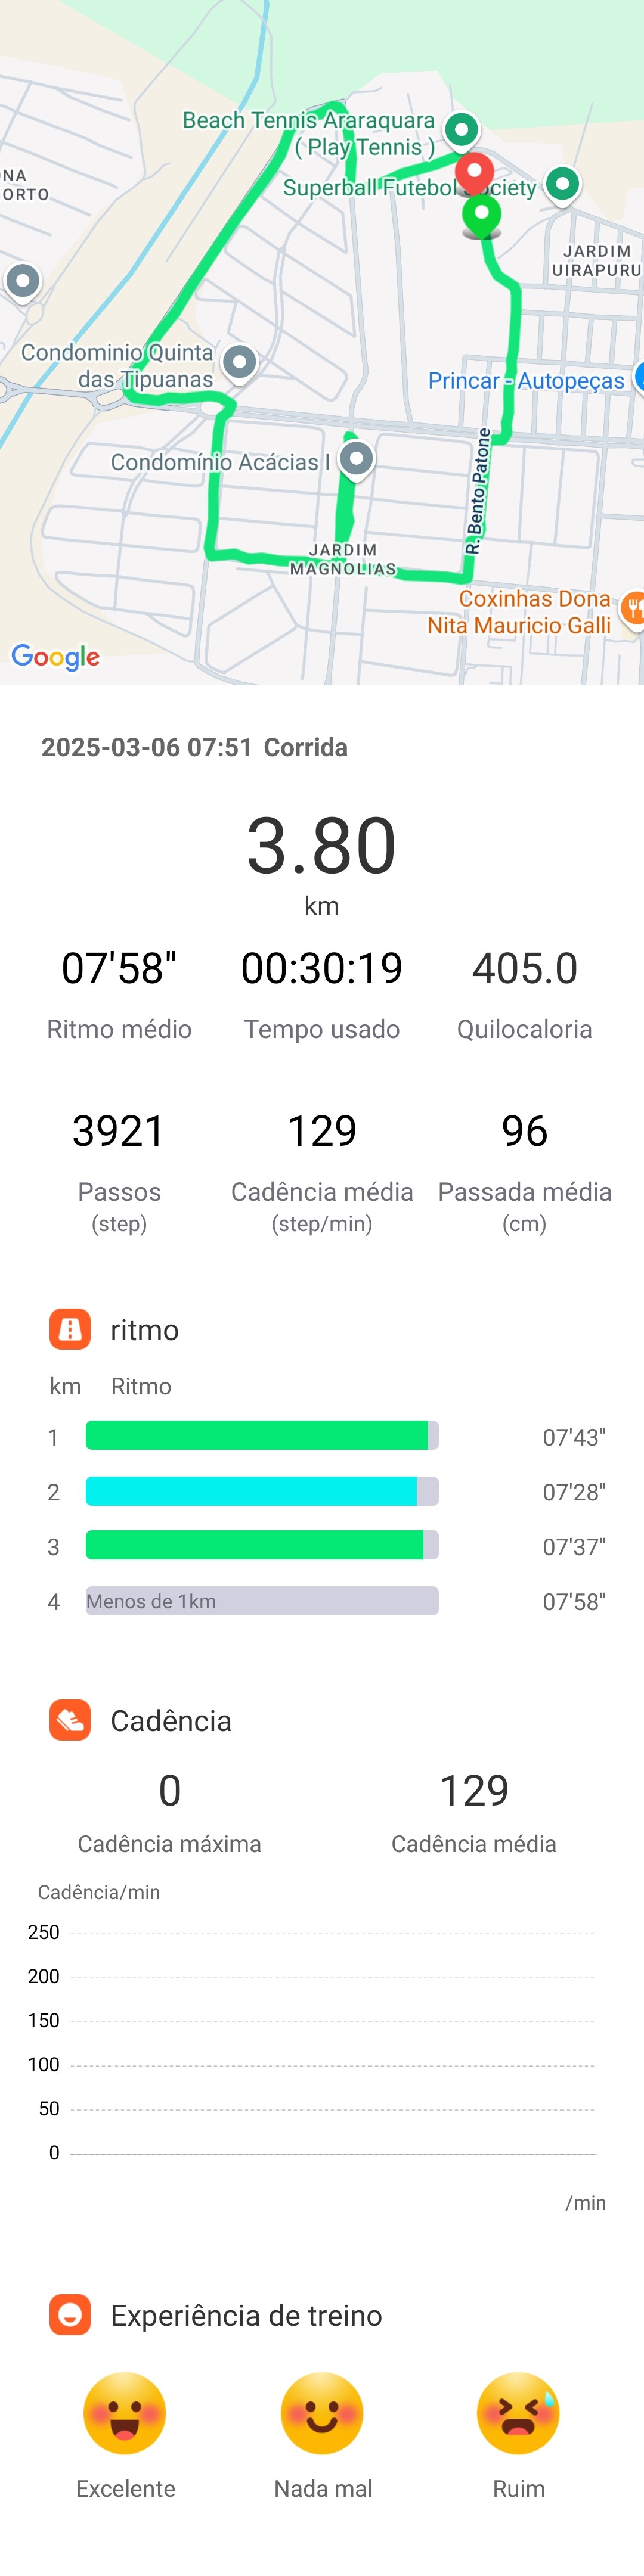 Beach Tennis Araraquara
( Play Tennis )
NA
ORTO
Superball Futebol Society
JARDIM
UIRAPURU
Condominio Quinta
das Tipuanas
Princar - Autopeças
R. Bento Patone
Condomínio Acácias I
JARDIM
MAGNOLIAS
Coxinhas Dona
Nita Mauricio Galli
Google
2025-03-06 07:51 Corrida
3.80
km
07'58" 00:30:19 405.0
Ritmo médio Tempo usado Quilocaloria
3921 129 96
Passos Cadência média Passada média
(step) (step/min) (cm)
ritmo
km Ritmo
1 07'43"
2 07'28"
3 07'37"
4 Menos de 1km 07'58"
Cadência
0 129
Cadência máxima Cadência média
Cadência/min
250
200
150
100
50
0
/min
Experiência de treino
Excelente Nada mal Ruim